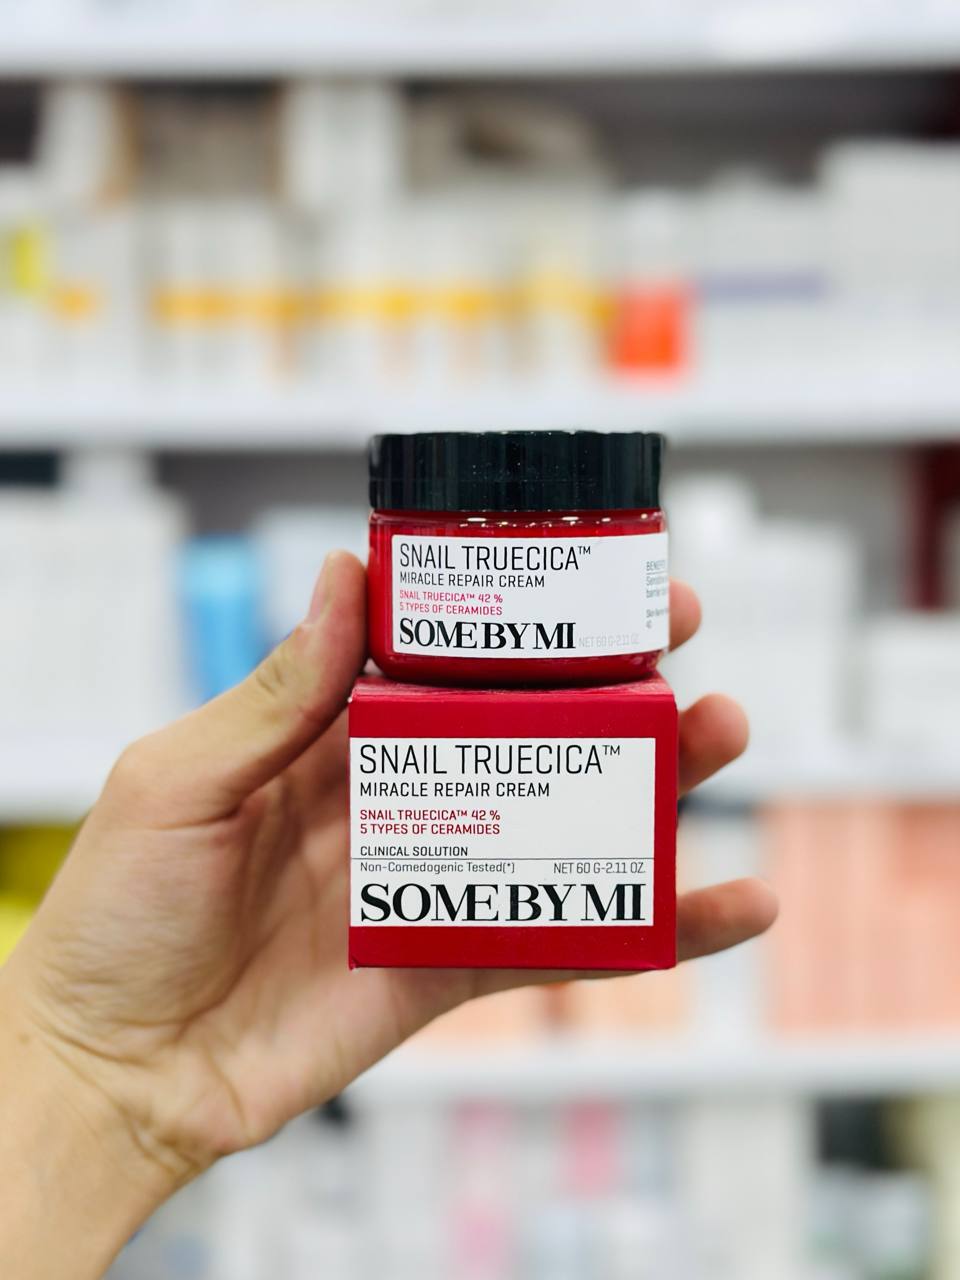 SNAIL TRUECICA™
MIRACLE REPAIR CREAM
SNAIL TRUECICA™ 42 %
5 TYPES OF CERAMIDES
SOME BY MI NET 60 G-2.11 OZ.
SNAIL TRUECICA™
MIRACLE REPAIR CREAM
SNAIL TRUECICA™ 42 %
5 TYPES OF CERAMIDES
CLINICAL SOLUTION
Non-Comedogenic Tested(*) NET 60 G-2.11 OZ.
SOME BY MI